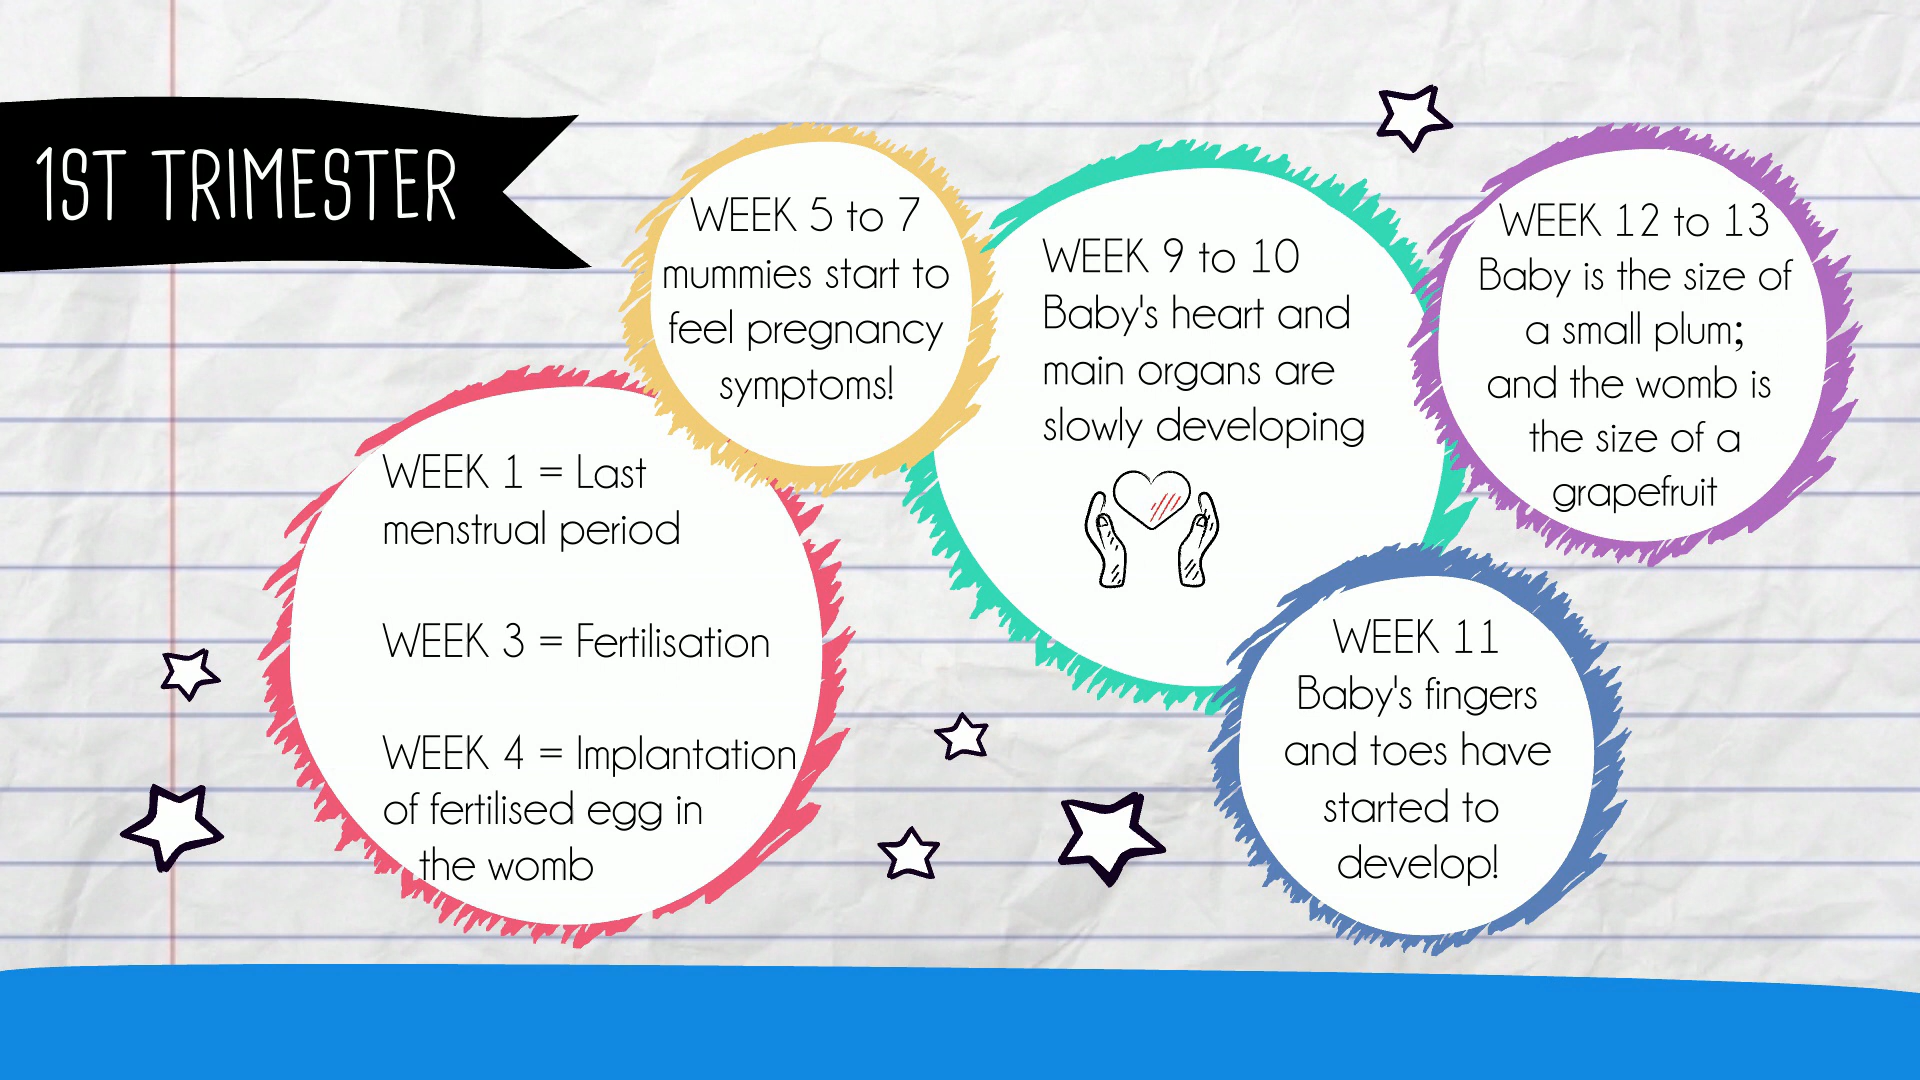 1ST TRIMESTER
WEEK 1 = Last
menstrual period
WEEK 3 = Fertilisation
WEEK 4 = Implantation
of fertilised egg in
the womb
WEEK 5 to 7
mummies start to
feel pregnancy
symptoms!
WEEK 9 to 10
Baby's heart and
main organs are
slowly developing
WEEK 11
Baby's fingers
and toes have
started to
develop!
WEEK 12 to 13
Baby is the size of
a small plum;
and the womb is
the size of a
grapefruit